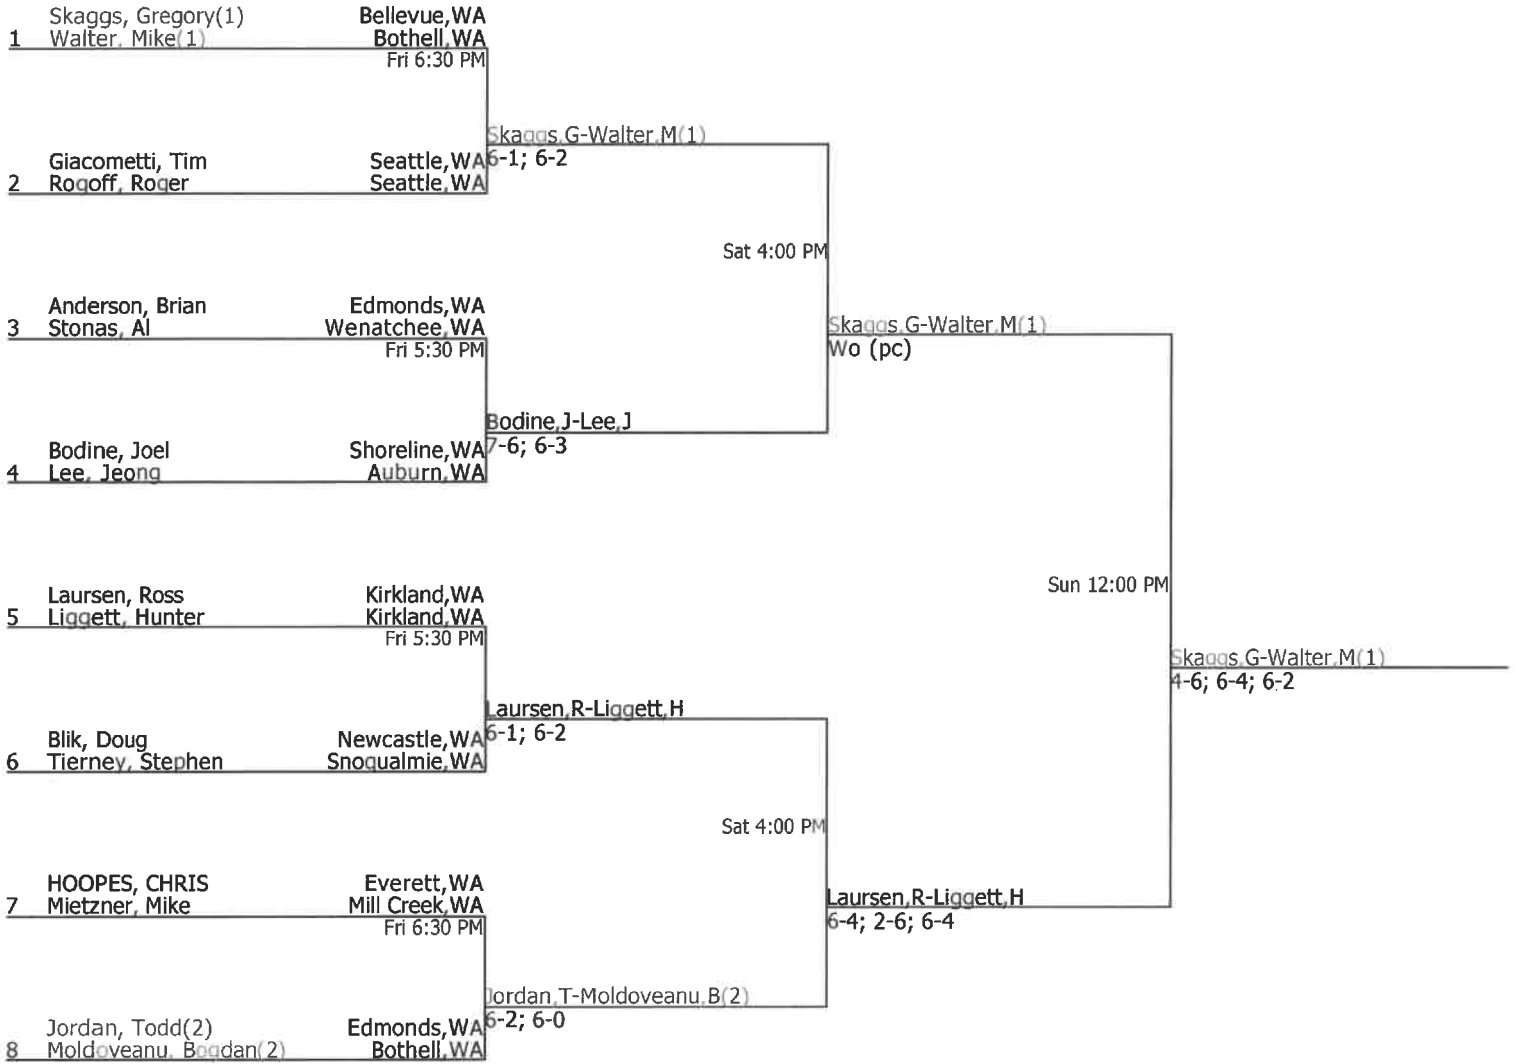 Skaggs, Gregory(1) Bellevue,WA
1 Walter, Mike(1) Bothell,WA
Fri 6:30 PM
Skaggs,G-Walter,M(1)
6-1; 6-2
Giacometti, Tim Seattle,WA
2 Rogoff, Roger Seattle,WA
Sat 4:00 PM
Anderson, Brian Edmonds,WA
3 Stonas, Al Wenatchee,WA
Fri 5:30 PM
Skaggs,G-Walter,M(1)
Wo (pc)
Bodine,J-Lee,J
7-6; 6-3
Bodine, Joel Shoreline,WA
4 Lee, Jeong Auburn,WA
Sun 12:00 PM
Laursen, Ross Kirkland,WA
5 Liggett, Hunter Kirkland,WA
Fri 5:30 PM
Skaggs,G-Walter,M(1)
4-6; 6-4; 6-2
Laursen,R-Liggett,H
6-1; 6-2
Blik, Doug Newcastle,WA
6 Tierney, Stephen Snoqualmie,WA
Sat 4:00 PM
HOOPES, CHRIS Everett,WA
7 Mietzner, Mike Mill Creek,WA
Fri 6:30 PM
Laursen,R-Liggett,H
6-4; 2-6; 6-4
Jordan,T-Moldoveanu,B(2)
6-2; 6-0
Jordan, Todd(2) Edmonds,WA
8 Moldoveanu, Bogdan(2) Bothell,WA